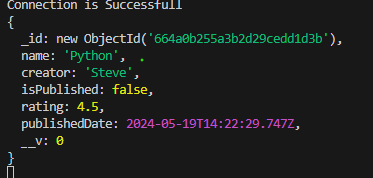 Connection is Successfull
{
  _id: new ObjectId('664a0b255a3b2d29cedd1d3b'),
  name: 'Python',
  creator: 'Steve',
  isPublished: false,
  rating: 4.5,
  publishedDate: 2024-05-19T14:22:29.747Z,
  __v: 0
}